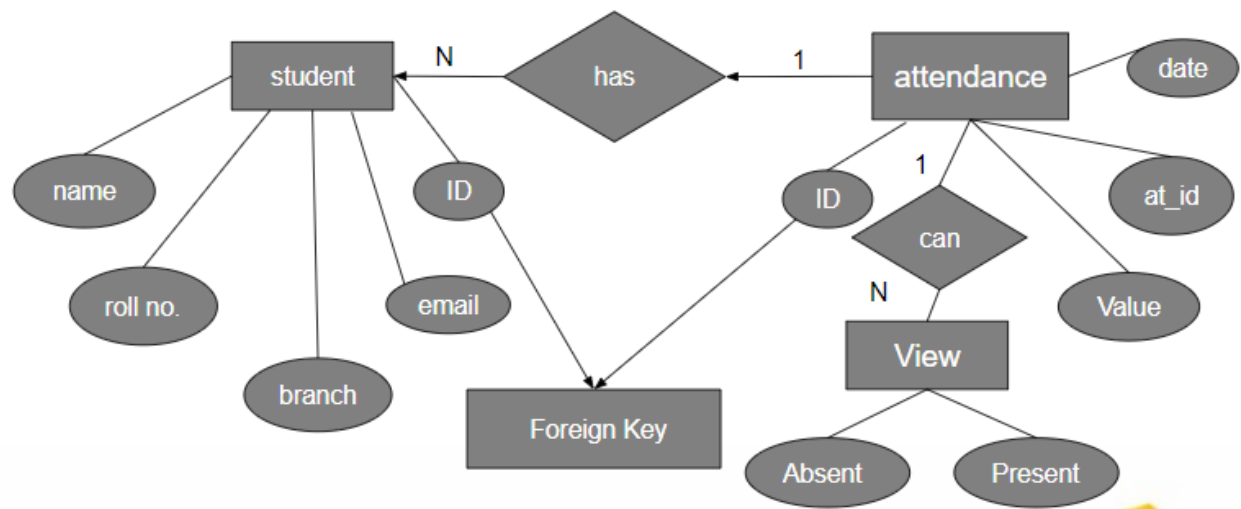 student
N
has
1
attendance
date
name
ID
ID
1
at_id
can
roll no.
email
N
Value
branch
Foreign Key
View
Absent
Present